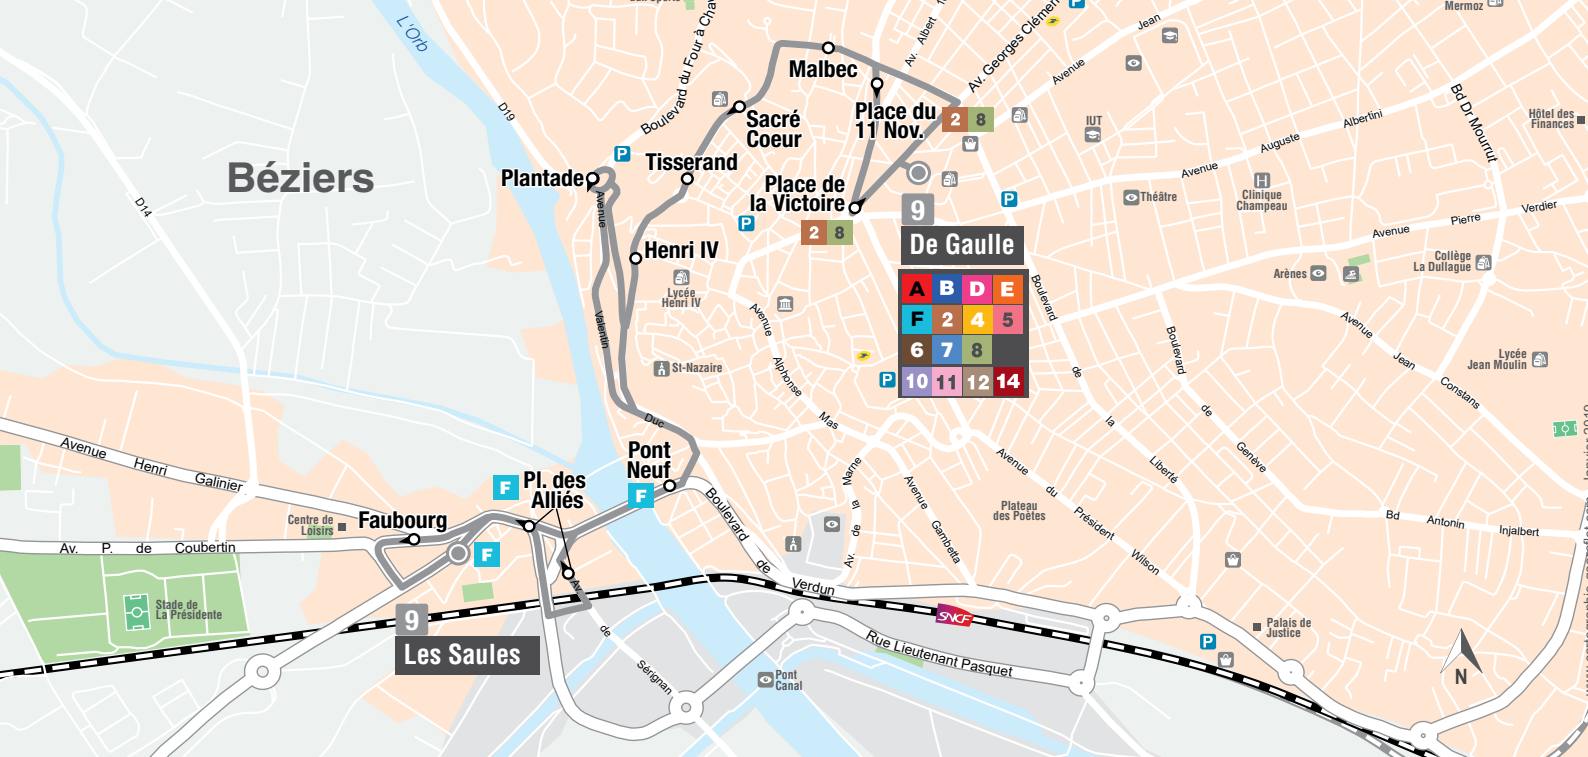 L'Orb
D19
D14
Béziers
Boulevard du Four à Chau
Av. Albert
Av. Georges Clémen
Jean
Avenue
Mermoz
P
Malbec
Place du
11 Nov.
2 8
Sacré
Coeur
Tisserand
P
Plantade
Avenue
Valentin
Duc
Place de
la Victoire
2 8
P
Henri IV
Lycée
Henri IV
St-Nazaire
9
De Gaulle
A B D E
F 2 4 5
6 7 8
10 11 12 14
P
P
IUT
Bd Dr Mourrut
Hôtel des
Finances
Avenue Auguste Albertini
Théâtre
H
Clinique
Champeau
Avenue Pierre Verdier
Collège
La Dullague
Arènes
Avenue Jean Constans
Lycée
Jean Moulin
Boulevard de la Liberté
Boulevard de Genève
Avenue Alphonse Mas
Avenue du Président Wilson
Avenue Gambetta
Av. de la Marne
Plateau
des Poètes
Bd Antonin Injalbert
Pont
Neuf
F
Boulevard de Verdun
F
Pl. des
Alliés
Faubourg
F
Avenue Henri Galinier
Centre de
Loisirs
Av. P. de Coubertin
Stade de
La Présidente
9
Les Saules
Av. de Sérignan
SNCF
Rue Lieutenant Pasquet
Pont
Canal
P
Palais de
Justice
N